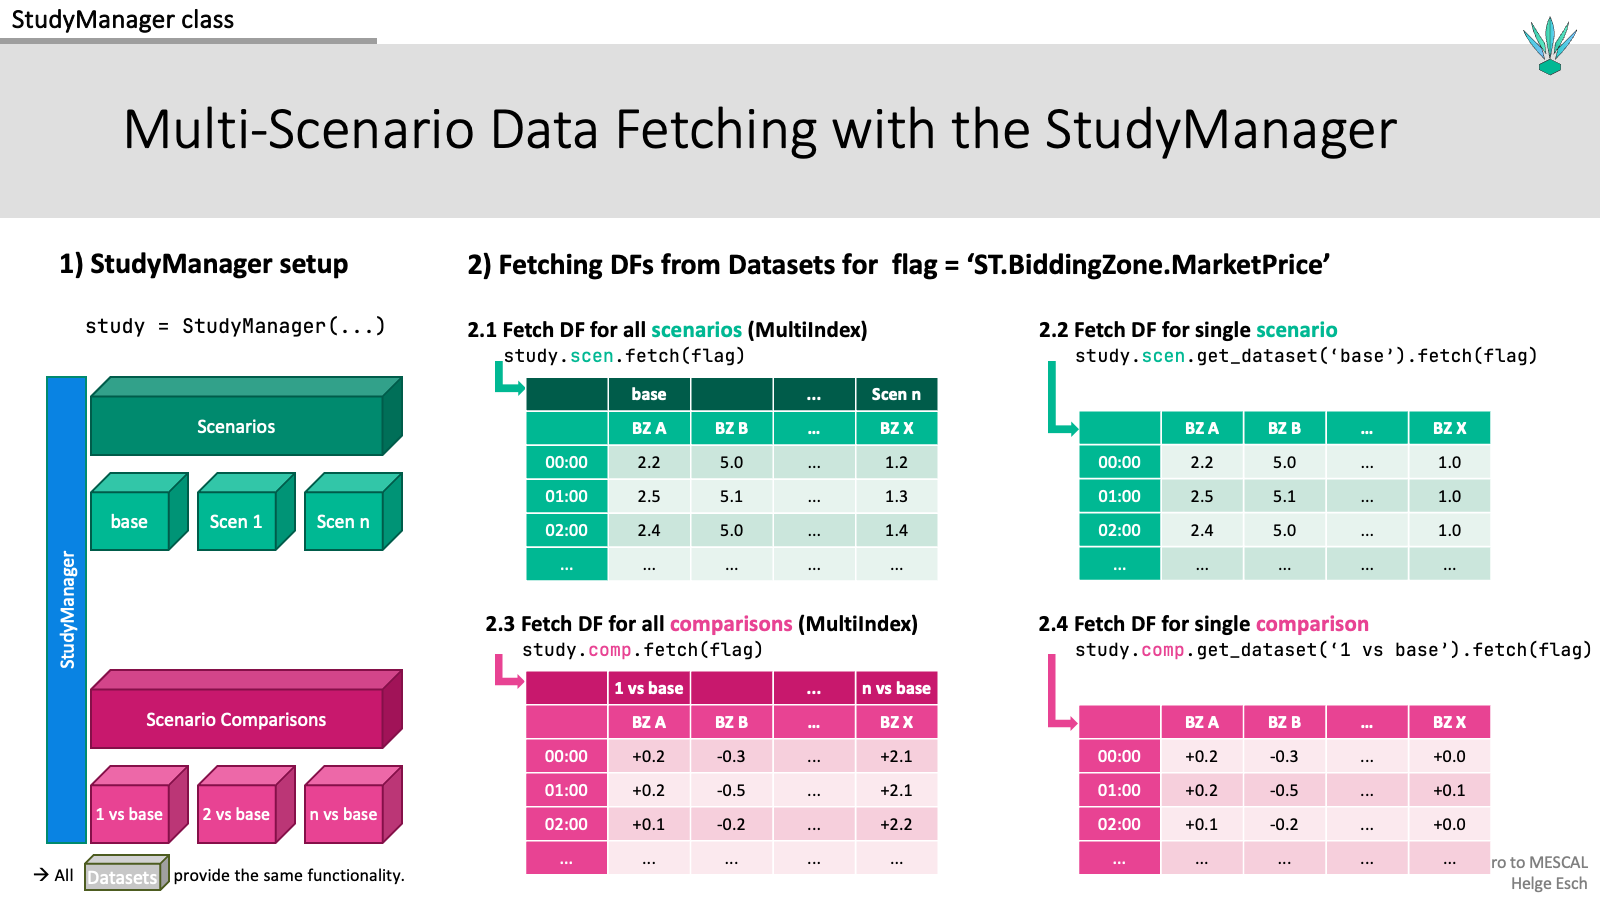 StudyManager class
Multi-Scenario Data Fetching with the StudyManager
1) StudyManager setup
study = StudyManager(...)
StudyManager
Scenarios
base Scen 1 Scen n
Scenario Comparisons
1 vs base 2 vs base n vs base
→ All Datasets provide the same functionality.
2) Fetching DFs from Datasets for flag = ‘ST.BiddingZone.MarketPrice’
2.1 Fetch DF for all scenarios (MultiIndex)
study.scen.fetch(flag)
base ... Scen n
BZ A BZ B ... BZ X
00:00 2.2 5.0 ... 1.2
01:00 2.5 5.1 ... 1.3
02:00 2.4 5.0 ... 1.4
... ... ... ... ...
2.2 Fetch DF for single scenario
study.scen.get_dataset(‘base’).fetch(flag)
BZ A BZ B ... BZ X
00:00 2.2 5.0 ... 1.0
01:00 2.5 5.1 ... 1.0
02:00 2.4 5.0 ... 1.0
... ... ... ... ...
2.3 Fetch DF for all comparisons (MultiIndex)
study.comp.fetch(flag)
1 vs base ... n vs base
BZ A BZ B ... BZ X
00:00 +0.2 -0.3 ... +2.1
01:00 +0.2 -0.5 ... +2.1
02:00 +0.1 -0.2 ... +2.2
... ... ... ... ...
2.4 Fetch DF for single comparison
study.comp.get_dataset(‘1 vs base’).fetch(flag)
BZ A BZ B ... BZ X
00:00 +0.2 -0.3 ... +0.0
01:00 +0.2 -0.5 ... +0.1
02:00 +0.1 -0.2 ... +0.0
... ... ... ... ...
ro to MESCAL
Helge Esch